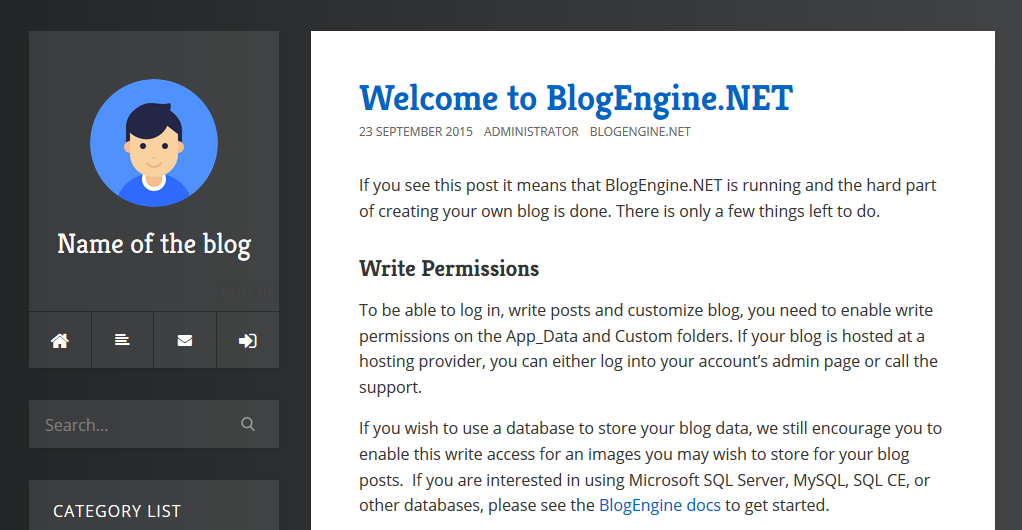 Name of the blog
LOG IN
Search...
CATEGORY LIST
Welcome to BlogEngine.NET
23 SEPTEMBER 2015 ADMINISTRATOR BLOGENGINE.NET
If you see this post it means that BlogEngine.NET is running and the hard part
of creating your own blog is done. There is only a few things left to do.
Write Permissions
To be able to log in, write posts and customize blog, you need to enable write
permissions on the App_Data and Custom folders. If your blog is hosted at a
hosting provider, you can either log into your account’s admin page or call the
support.
If you wish to use a database to store your blog data, we still encourage you to
enable this write access for an images you may wish to store for your blog
posts.  If you are interested in using Microsoft SQL Server, MySQL, SQL CE, or
other databases, please see the BlogEngine docs to get started.